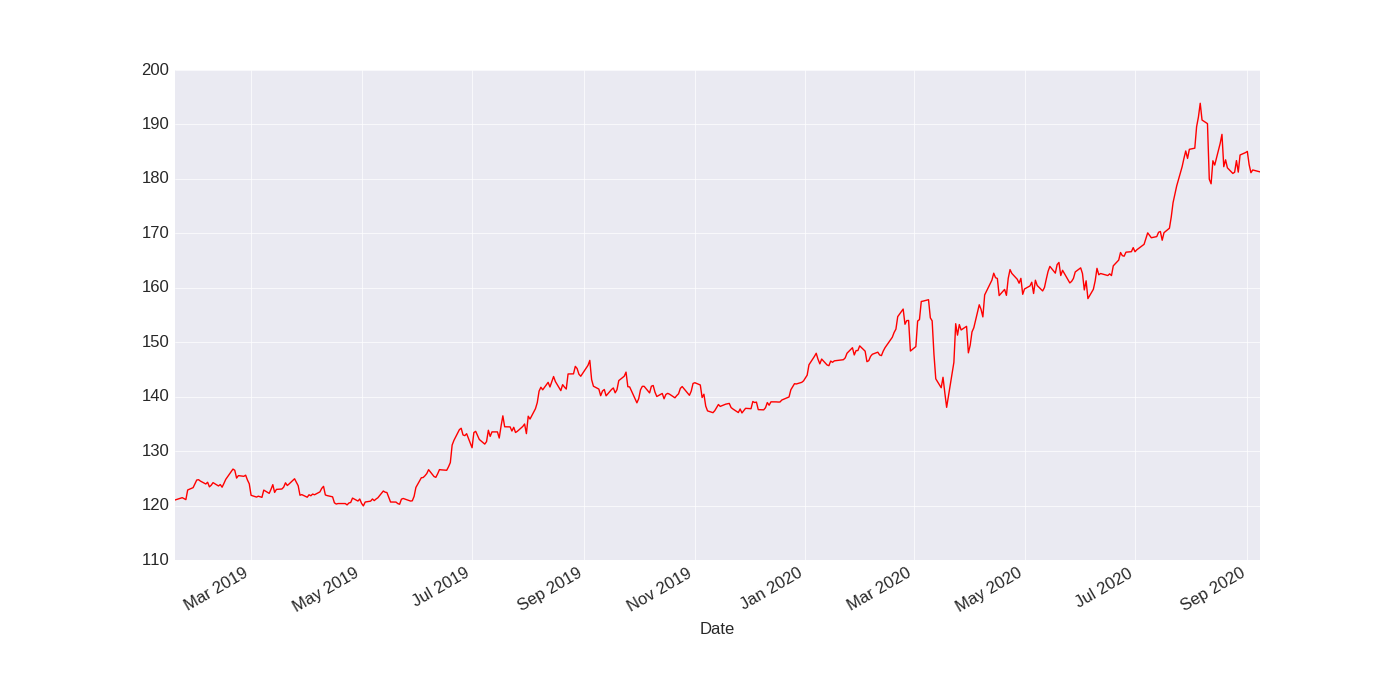 200
190
180
170
160
150
140
130
120
110
Mar 2019
May 2019
Jul 2019
Sep 2019
Nov 2019
Jan 2020
Mar 2020
May 2020
Jul 2020
Sep 2020
Date